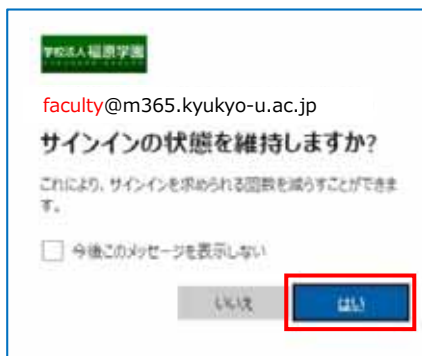 学校法人福原学園
faculty@m365.kyukyo-u.ac.jp
サインインの状態を維持しますか?
これにより、サインインを求められる回数を減らすことができま
す。
今後このメッセージを表示しない
いいえ
はい